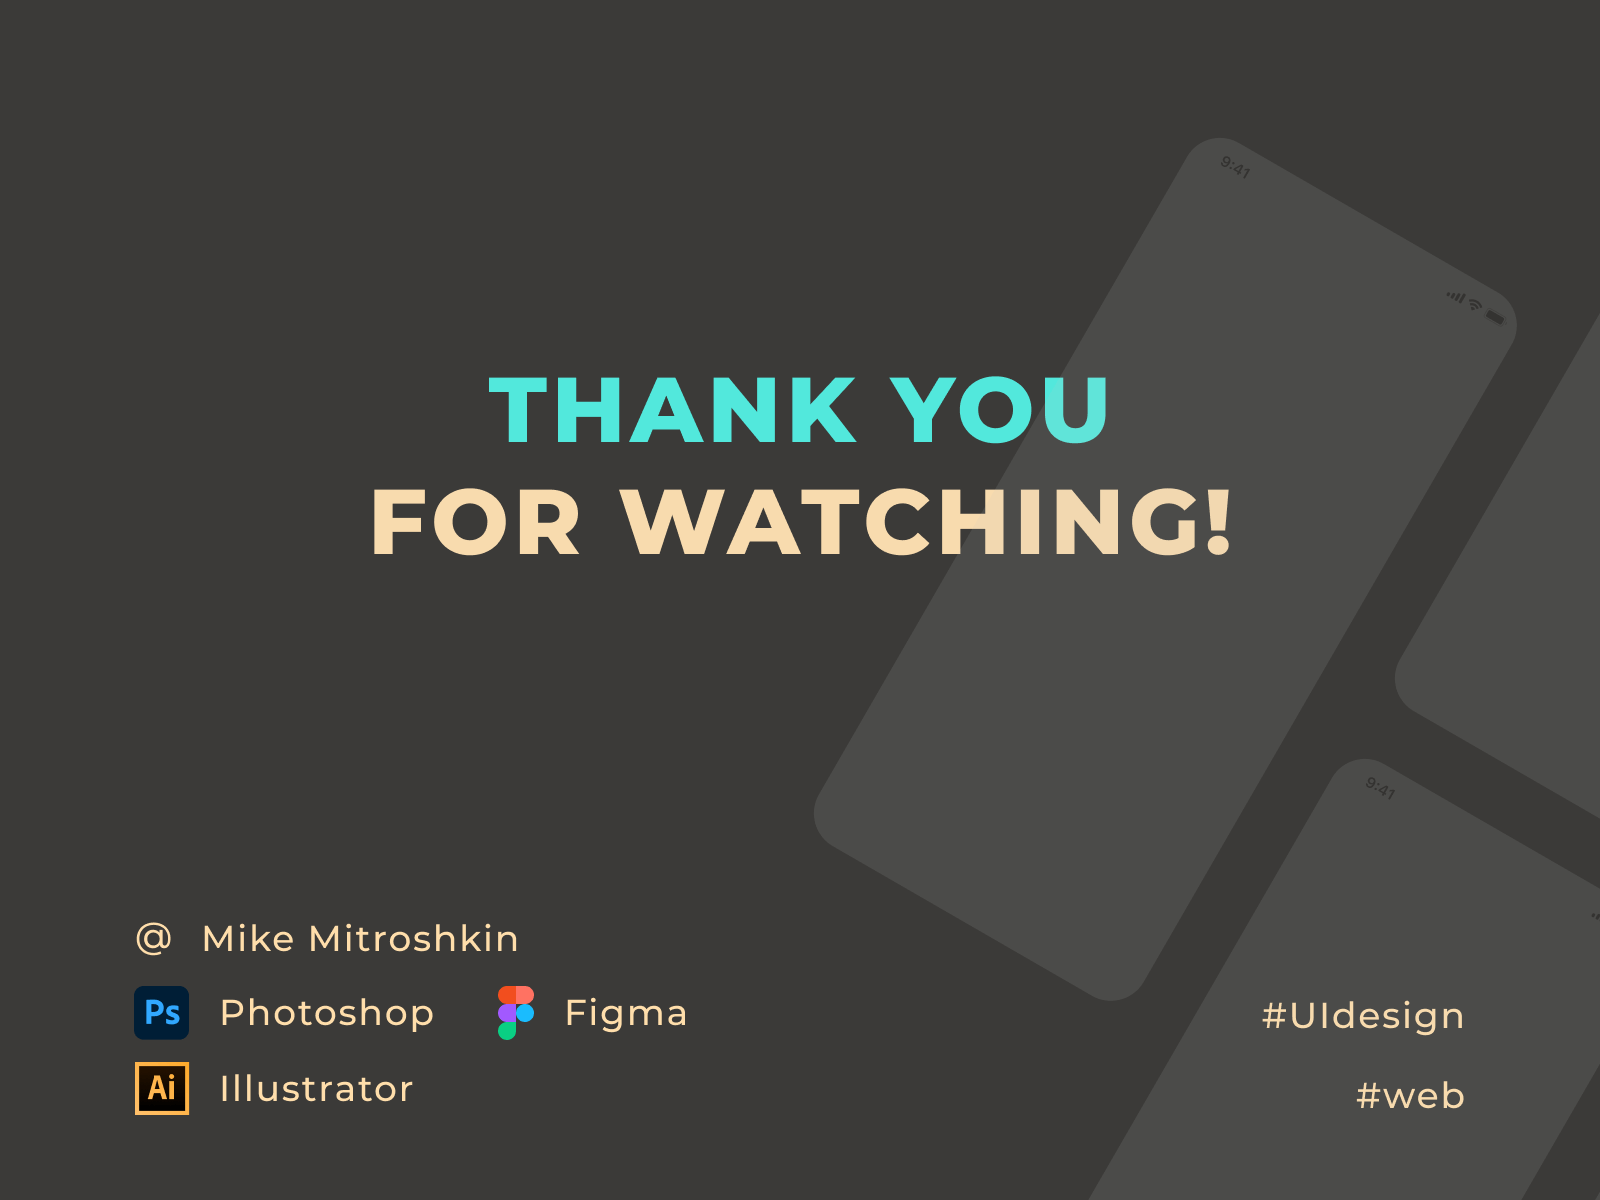 9:41
THANK YOU
FOR WATCHING!
9:41
@ Mike Mitroshkin
Ps Photoshop Figma
Ai Illustrator
#UIdesign
#web